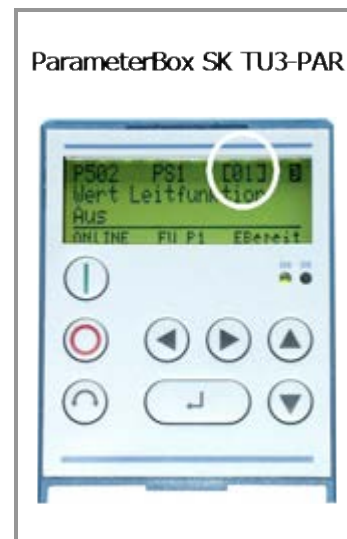 ParameterBox SK TU3-PAR
P502 PS1 [01]
Wert Leitfunktion
Aus
ONLINE FU P1 EBereit